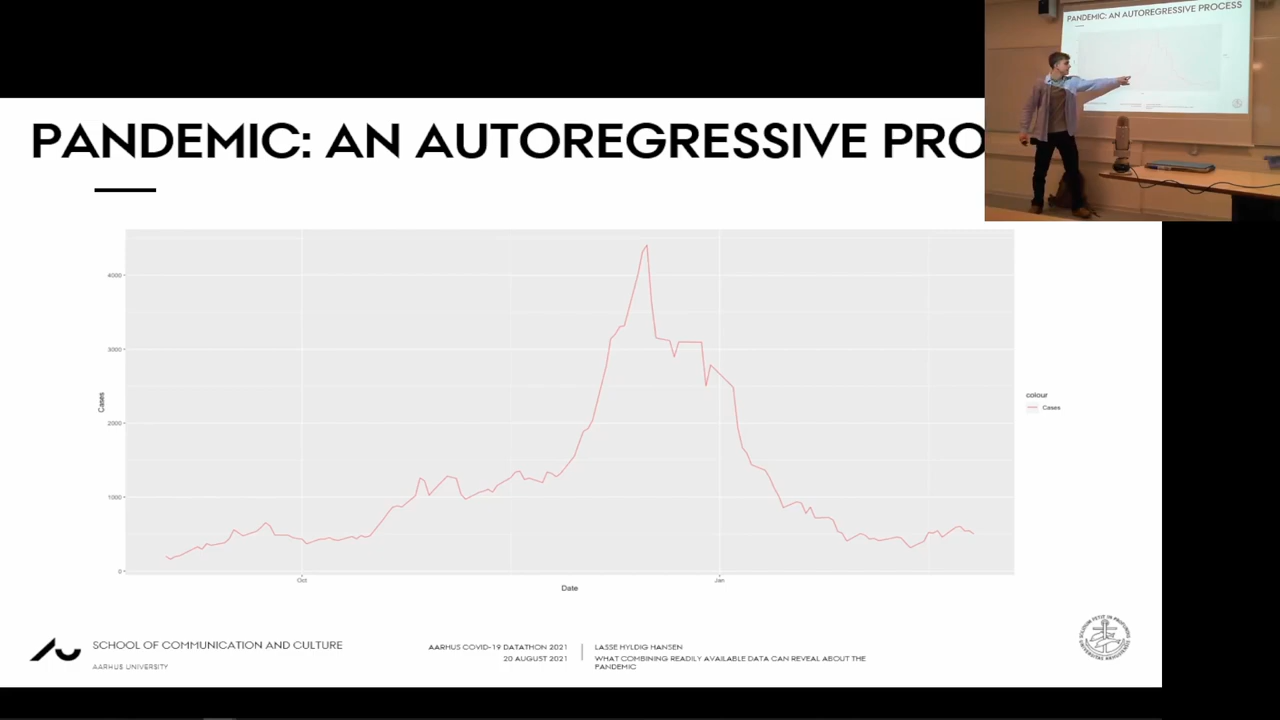 PANDEMIC: AN AUTOREGRESSIVE PRO
PANDEMIC: AN AUTOREGRESSIVE PROCESS
4000
3000
2000
1000
0
Cases
Oct
Jan
Date
colour
Cases
SCHOOL OF COMMUNICATION AND CULTURE
AARHUS UNIVERSITY
AARHUS COVID-19 DATATHON 2021
20 AUGUST 2021
LASSE HYLDIG HANSEN
WHAT COMBINING READILY AVAILABLE DATA CAN REVEAL ABOUT THE
PANDEMIC